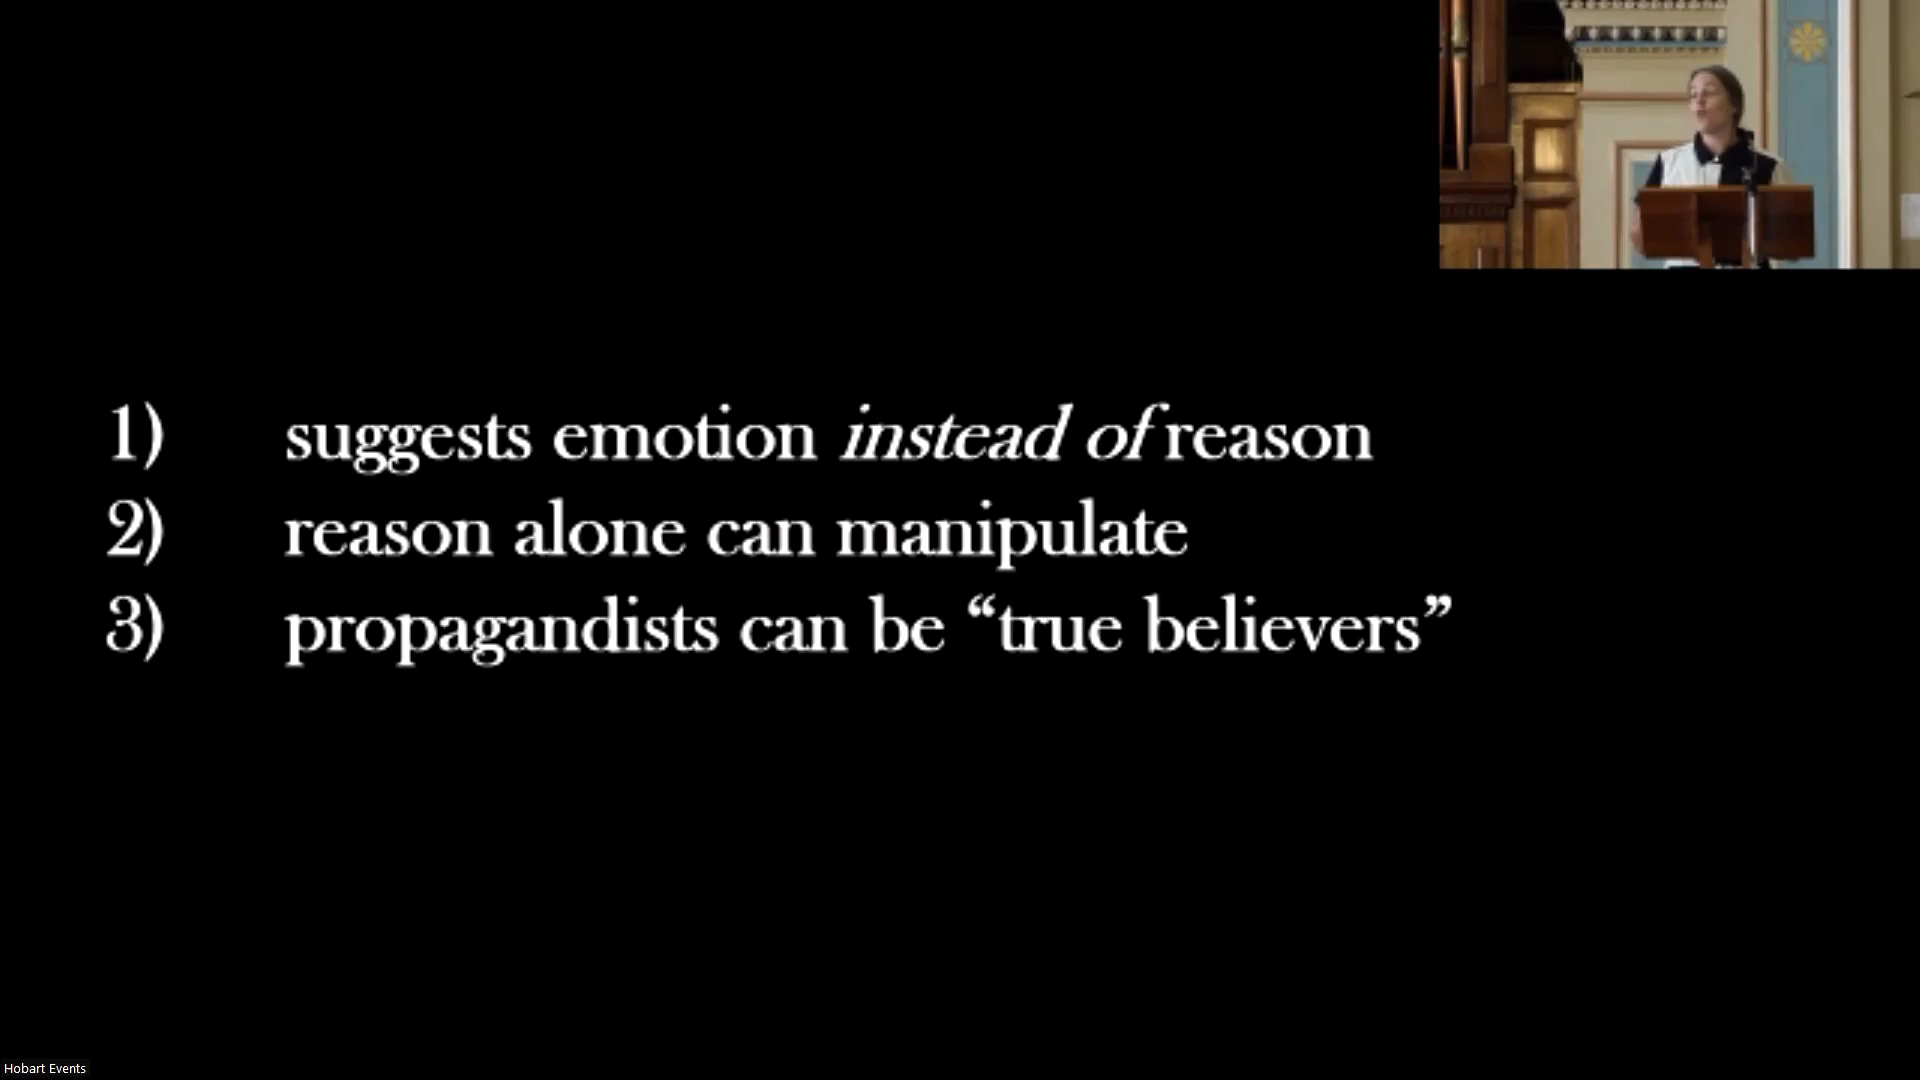 1) suggests emotion instead of reason
2) reason alone can manipulate
3) propagandists can be “true believers”
Hobart Events